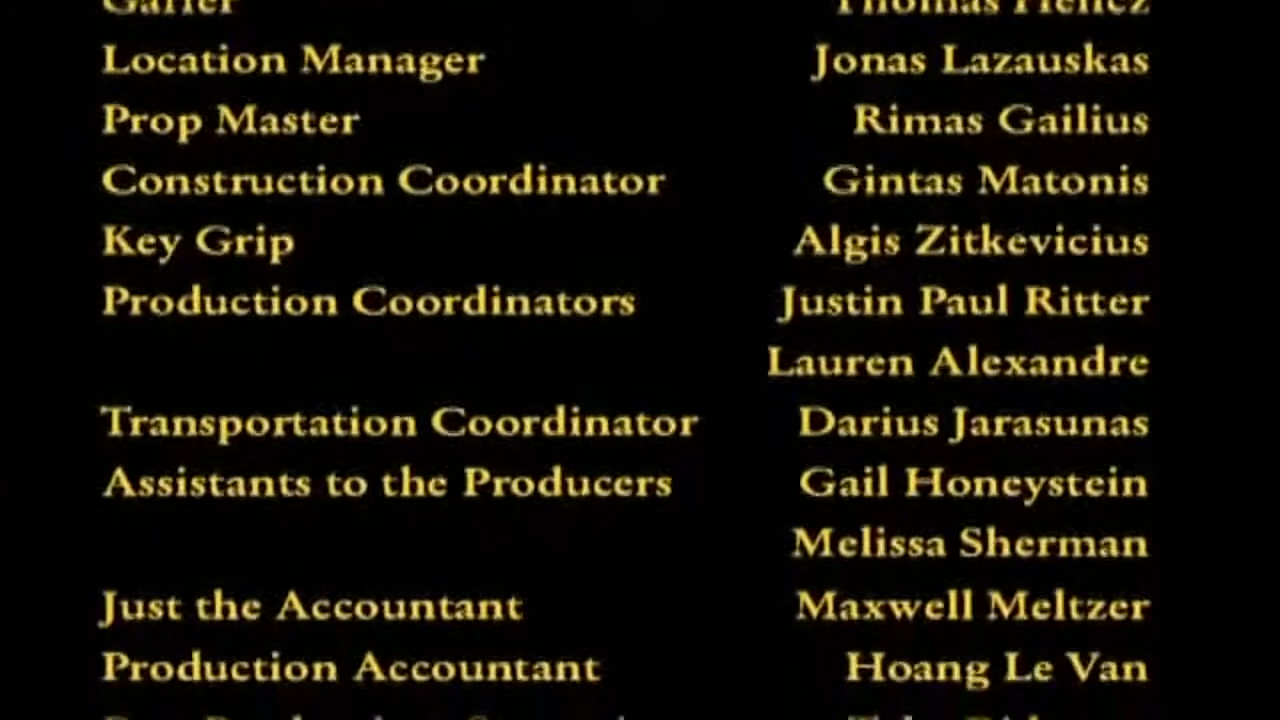 Gaffer Thomas
Location Manager Jonas Lazauskas
Prop Master Rimas Gailius
Construction Coordinator Gintas Matonis
Key Grip Algis Zitkevicius
Production Coordinators Justin Paul Ritter
Lauren Alexandre
Transportation Coordinator Darius Jarasunas
Assistants to the Producers Gail Honeystein
Melissa Sherman
Just the Accountant Maxwell Meltzer
Production Accountant Hoang Le Van